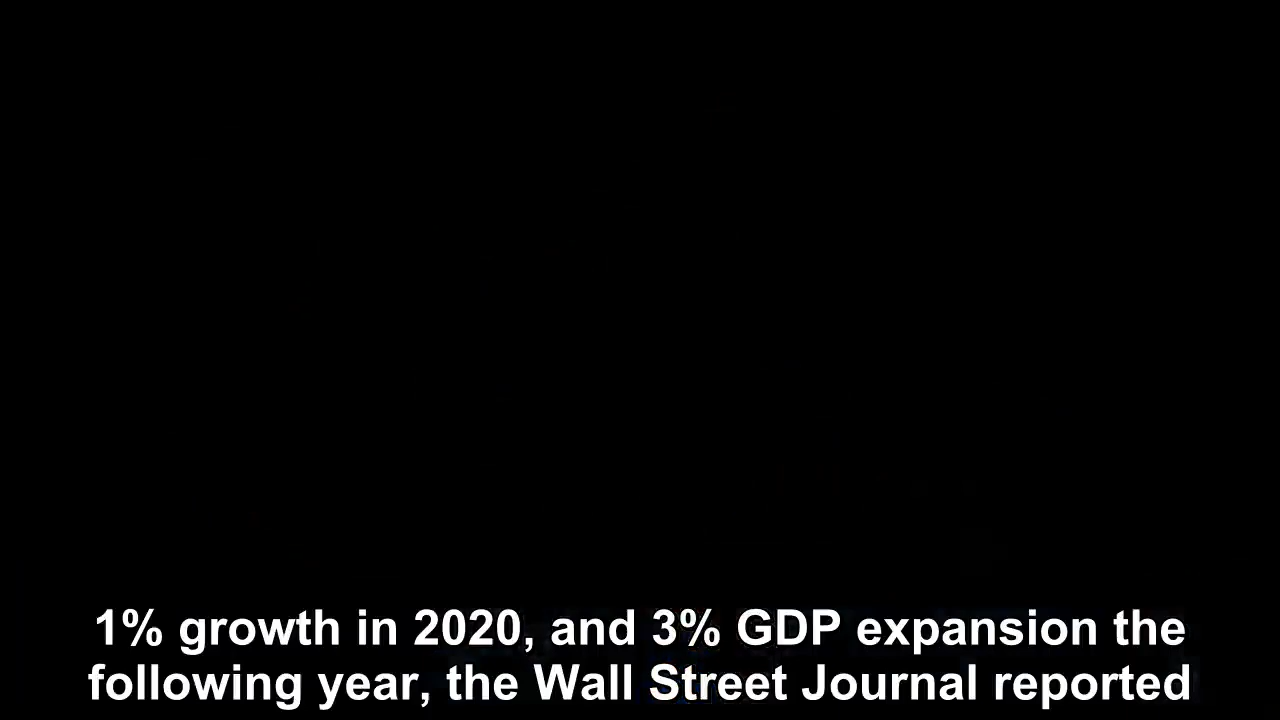 1% growth in 2020, and 3% GDP expansion the
following year, the Wall Street Journal reported